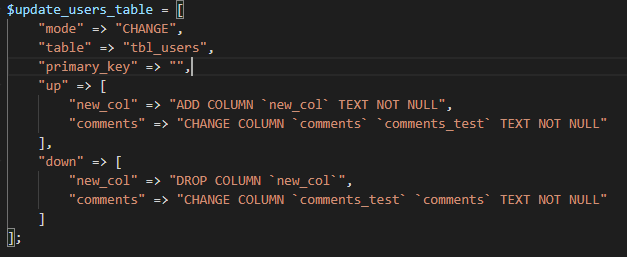 $update_users_table = [
    "mode" => "CHANGE",
    "table" => "tbl_users",
    "primary_key" => "",
    "up" => [
        "new_col" => "ADD COLUMN `new_col` TEXT NOT NULL",
        "comments" => "CHANGE COLUMN `comments` `comments_test` TEXT NOT NULL"
    ],
    "down" => [
        "new_col" => "DROP COLUMN `new_col`",
        "comments" => "CHANGE COLUMN `comments_test` `comments` TEXT NOT NULL"
    ]
];